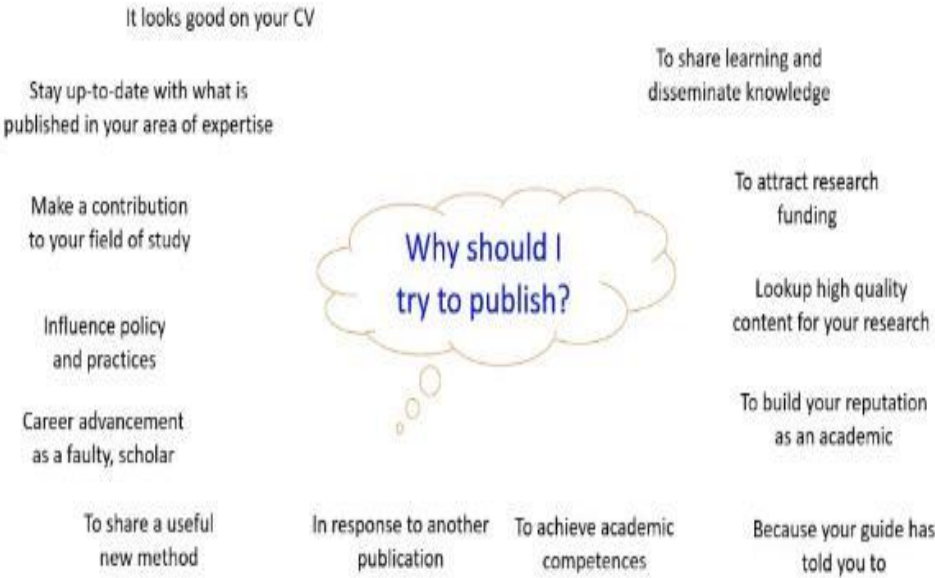 It looks good on your CV
To share learning and
disseminate knowledge
Stay up-to-date with what is
published in your area of expertise
To attract research
funding
Make a contribution
to your field of study
Why should I
try to publish?
Lookup high quality
content for your research
Influence policy
and practices
To build your reputation
as an academic
Career advancement
as a faulty, scholar
To share a useful
new method
In response to another
publication
To achieve academic
competences
Because your guide has
told you to